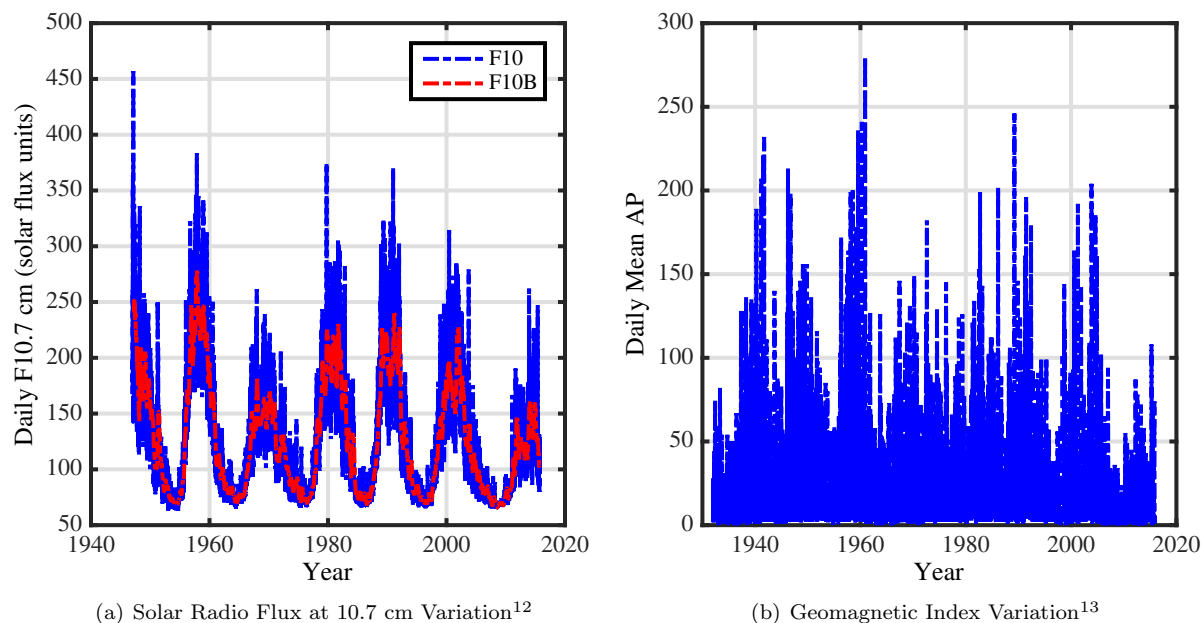 500
450
400
350
300
250
200
150
100
50
Daily F10.7 cm (solar flux units)
F10
F10B
1940 1960 1980 2000 2020
Year
(a) Solar Radio Flux at 10.7 cm Variation¹²
300
250
200
150
100
50
0
Daily Mean AP
1940 1960 1980 2000 2020
Year
(b) Geomagnetic Index Variation¹³